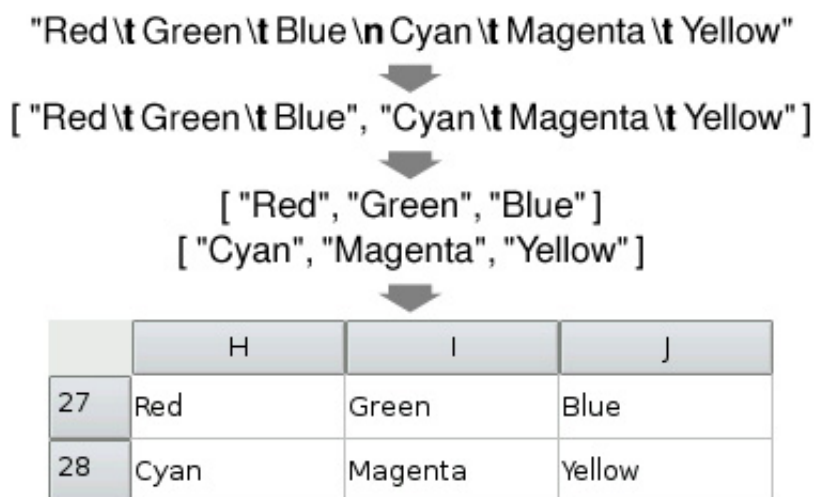 "Red\t Green\t Blue\n Cyan\t Magenta\t Yellow"
[ "Red\t Green\t Blue", "Cyan\t Magenta\t Yellow" ]
[ "Red", "Green", "Blue" ]
[ "Cyan", "Magenta", "Yellow" ]
H I J
27 Red Green Blue
28 Cyan Magenta Yellow